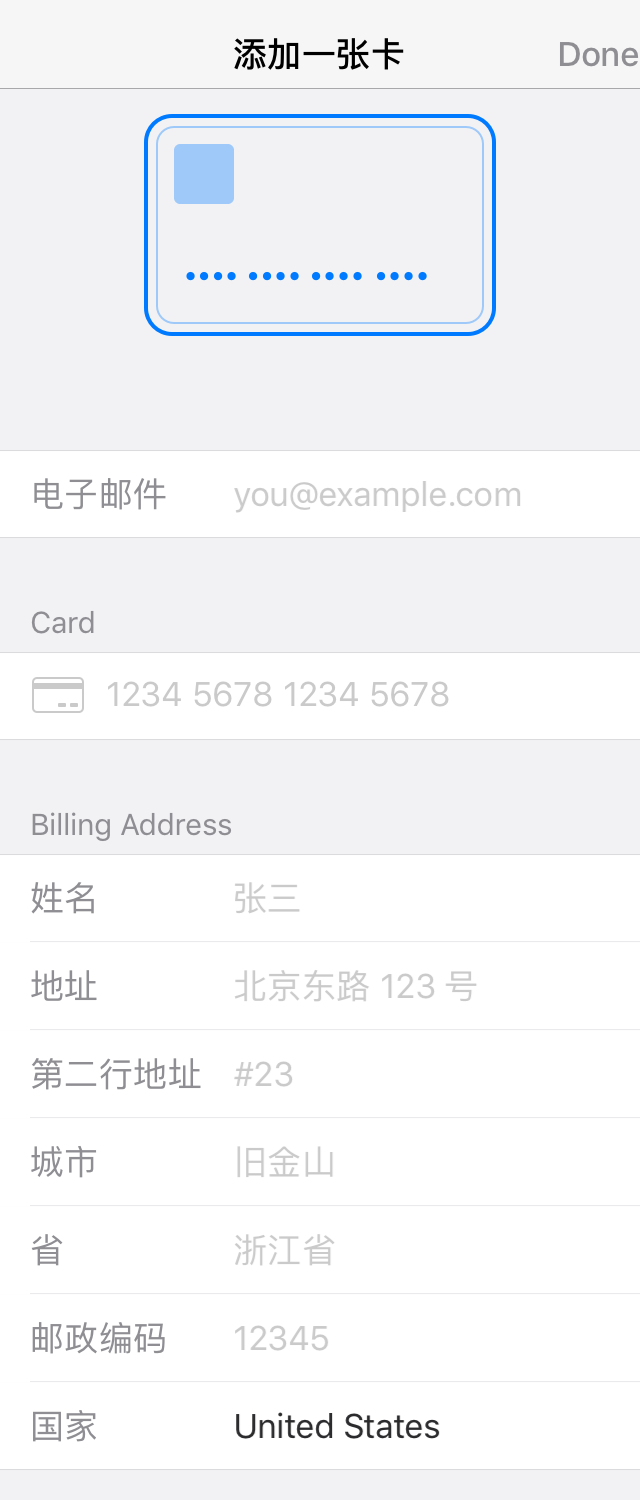 添加一张卡 Done
•••• •••• •••• ••••
电子邮件 you@example.com
Card
1234 5678 1234 5678
Billing Address
姓名 张三
地址 北京东路 123 号
第二行地址 #23
城市 旧金山
省 浙江省
邮政编码 12345
国家 United States